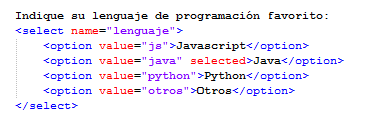 Indique su lenguaje de programación favorito:
<select name="lenguaje">
    <option value="js">Javascript</option>
    <option value="java" selected>Java</option>
    <option value="python">Python</option>
    <option value="otros">Otros</option>
</select>